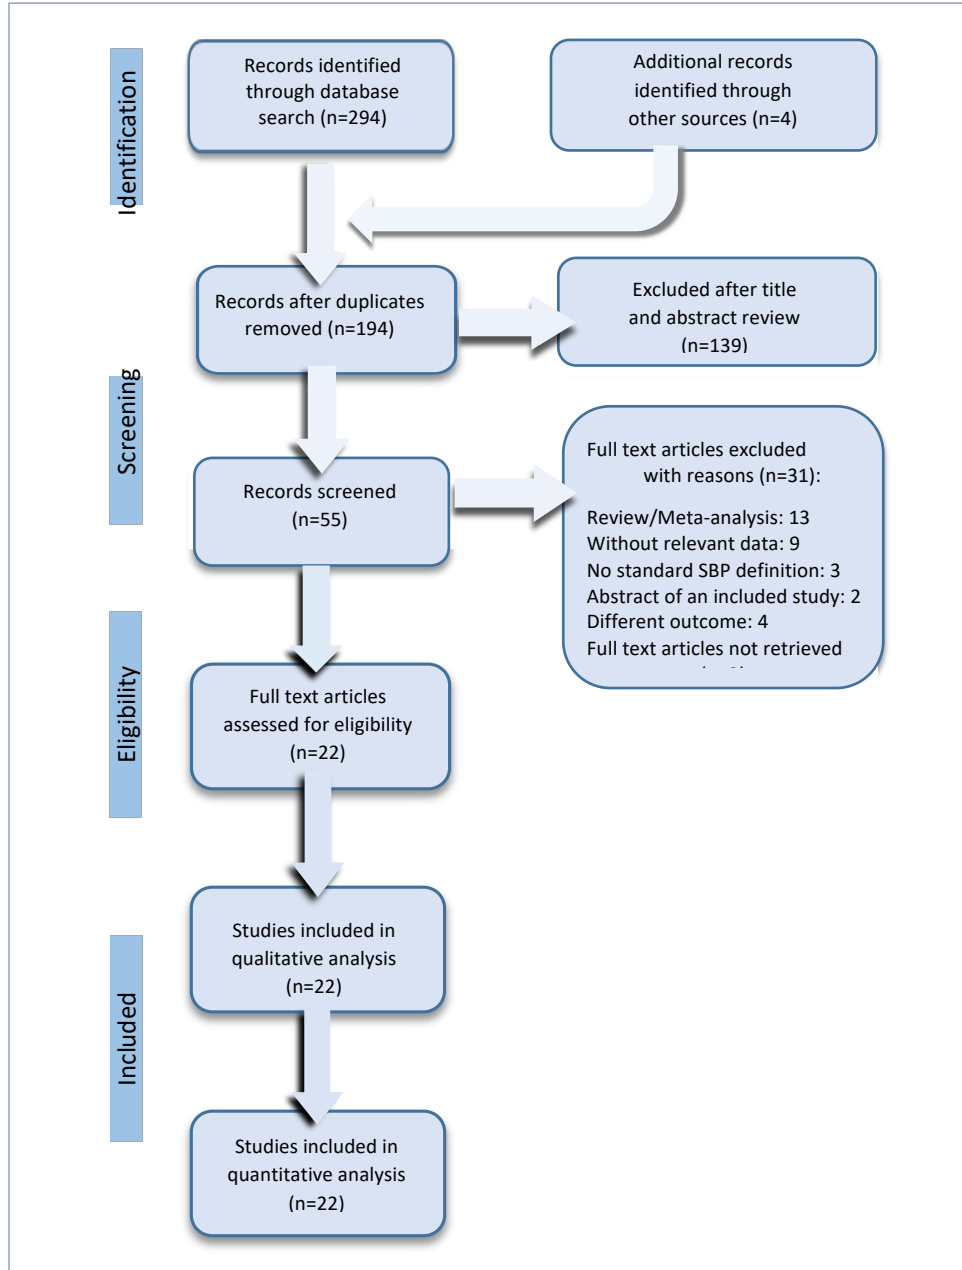 Identification
Records identified
through database
search (n=294)
Additional records
identified through
other sources (n=4)
Records after duplicates
removed (n=194)
Excluded after title
and abstract review
(n=139)
Screening
Records screened
(n=55)
Full text articles excluded
with reasons (n=31):
Review/Meta-analysis: 13
Without relevant data: 9
No standard SBP definition: 3
Abstract of an included study: 2
Different outcome: 4
Full text articles not retrieved
Eligibility
Full text articles
assessed for eligibility
(n=22)
Included
Studies included in
qualitative analysis
(n=22)
Studies included in
quantitative analysis
(n=22)